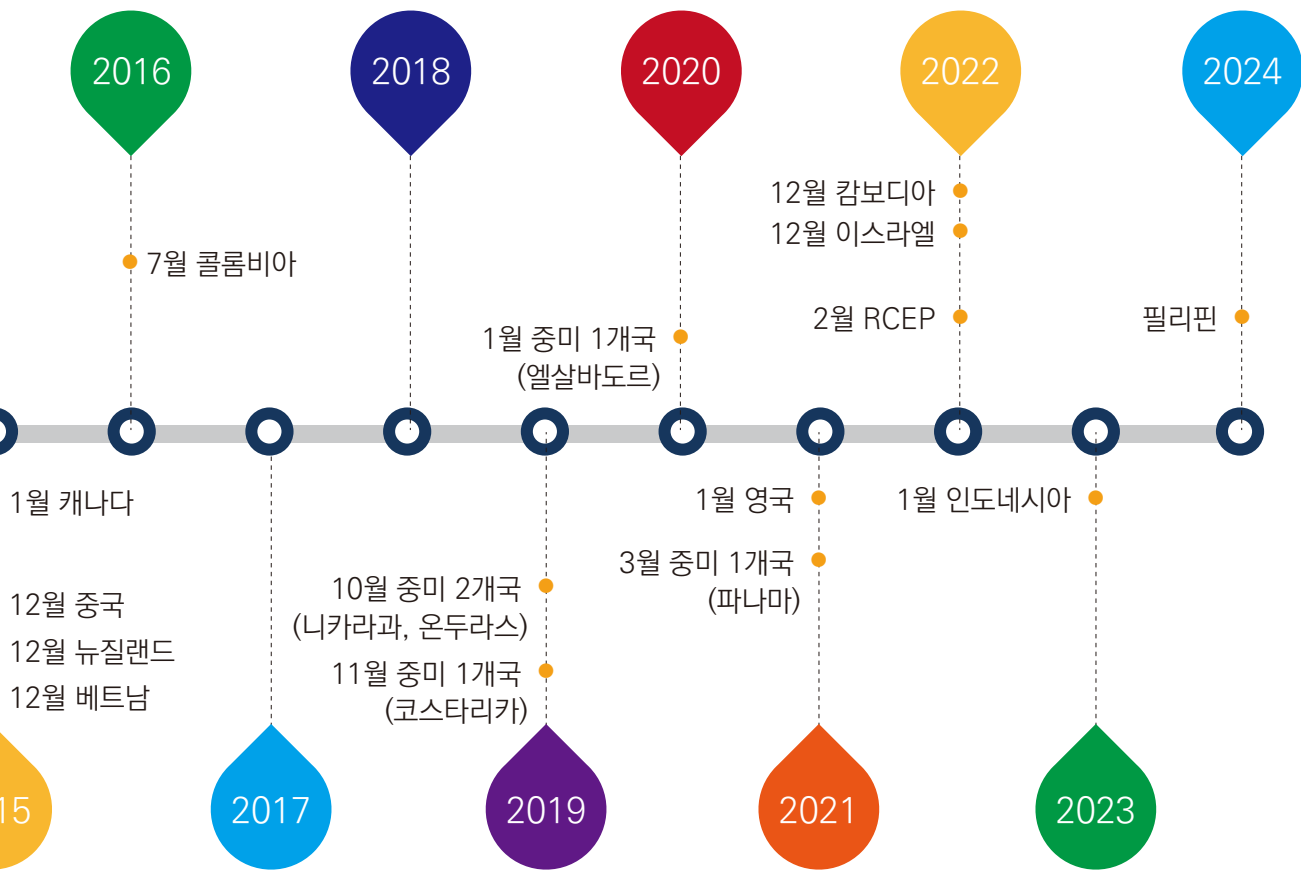 2016
2018
2020
2022
2024
12월 캄보디아
12월 이스라엘
7월 콜롬비아
2월 RCEP
필리핀
1월 중미 1개국
(엘살바도르)
1월 캐나다
1월 영국
1월 인도네시아
3월 중미 1개국
(파나마)
10월 중미 2개국
(니카라과, 온두라스)
12월 중국
12월 뉴질랜드
12월 베트남
11월 중미 1개국
(코스타리카)
15
2017
2019
2021
2023